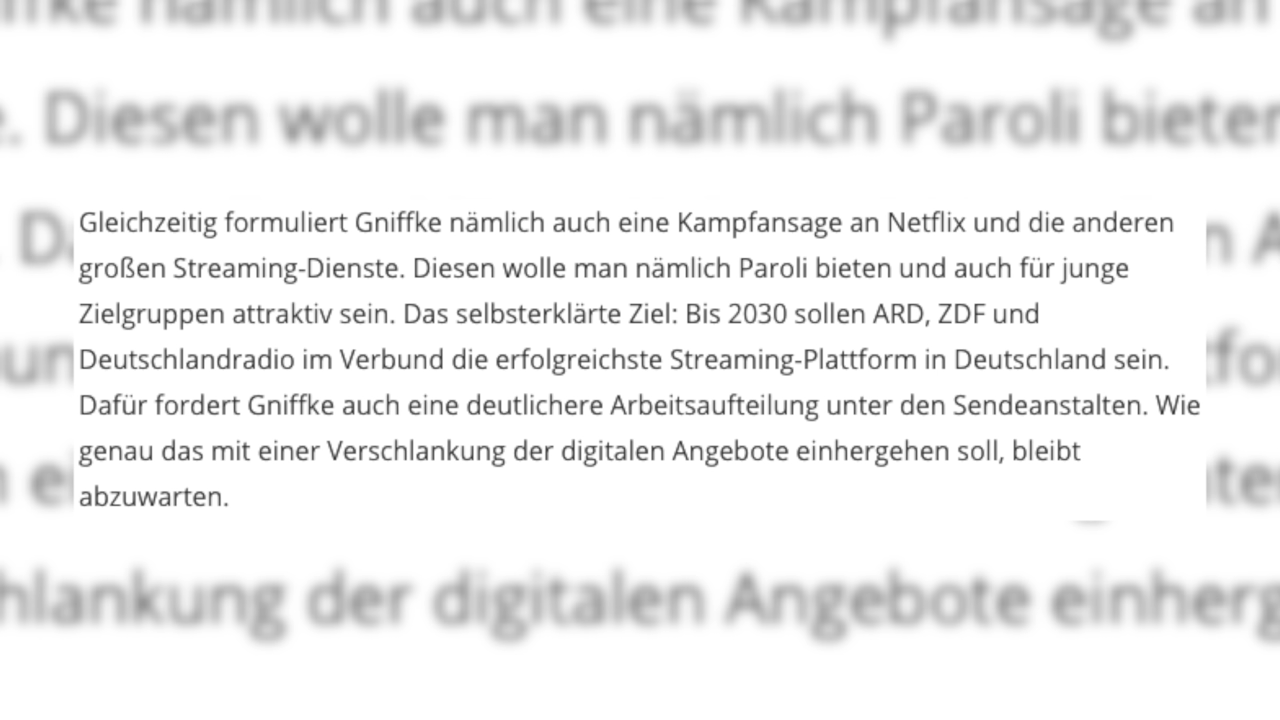 Gleichzeitig formuliert Gniffke nämlich auch eine Kampfansage an Netflix und die anderen
großen Streaming-Dienste. Diesen wolle man nämlich Paroli bieten und auch für junge
Zielgruppen attraktiv sein. Das selbsterklärte Ziel: Bis 2030 sollen ARD, ZDF und
Deutschlandradio im Verbund die erfolgreichste Streaming-Plattform in Deutschland sein.
Dafür fordert Gniffke auch eine deutlichere Arbeitsaufteilung unter den Sendeanstalten. Wie
genau das mit einer Verschlankung der digitalen Angebote einhergehen soll, bleibt
abzuwarten.